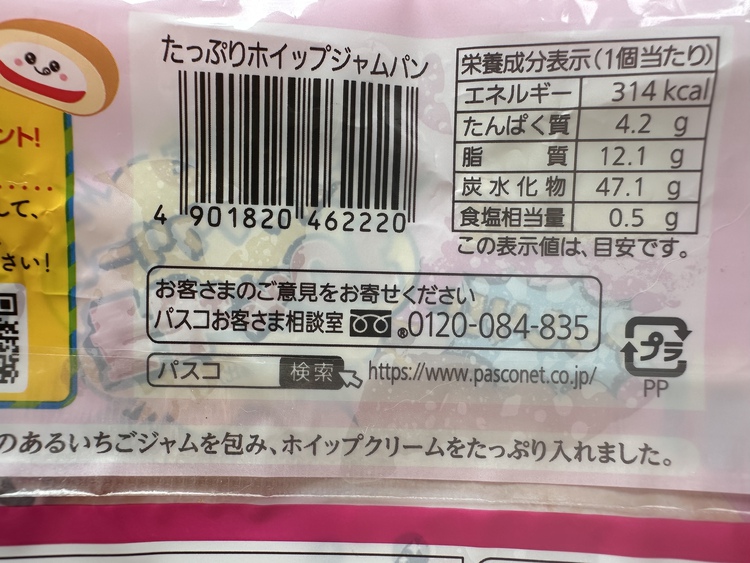 たっぷりホイップジャムパン
4 901820 462220
栄養成分表示(1個当たり)
エネルギー 314 kcal
たんぱく質 4.2 g
脂質 12.1 g
炭水化物 47.1 g
食塩相当量 0.5 g
この表示値は、目安です。
ント!
して、
さい!
お客さまのご意見をお寄せください
パスコお客さま相談室 ®0120-084-835
パスコ 検索 https://www.pasconet.co.jp/
プラ
PP
のあるいちごジャムを包み、ホイップクリームをたっぷり入れました。